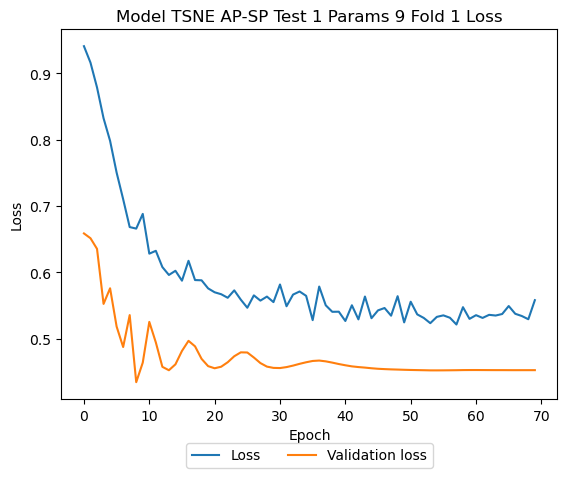 Model TSNE AP-SP Test 1 Params 9 Fold 1 Loss
Loss
0.9
0.8
0.7
0.6
0.5
0 10 20 30 40 50 60 70
Epoch
Loss Validation loss